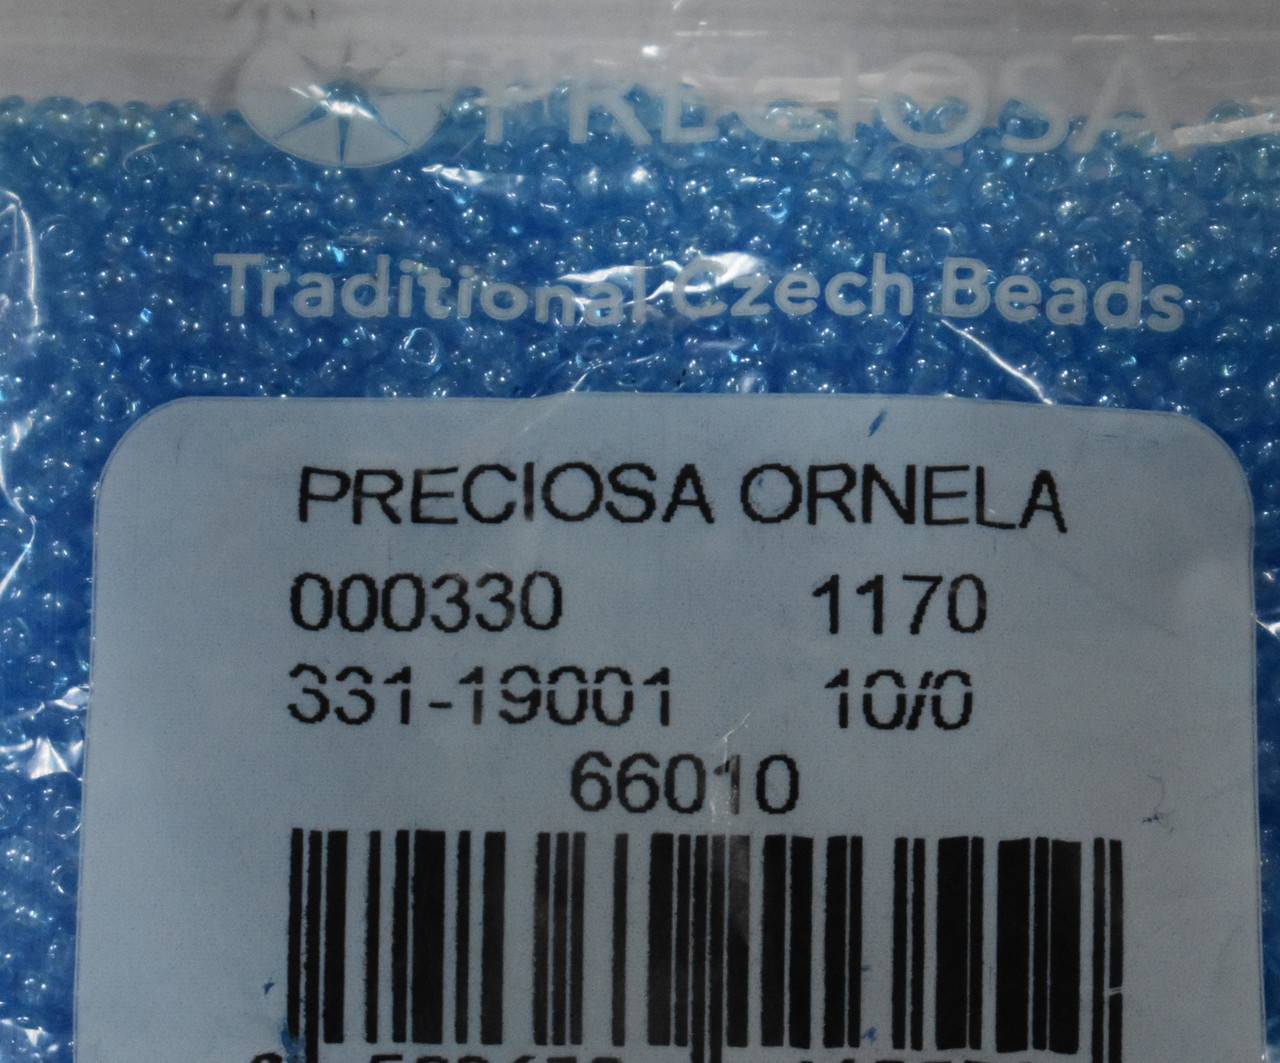 PRECIOSA
Traditional Czech Beads
PRECIOSA ORNELA
000330 1170
331-19001 10/0
66010